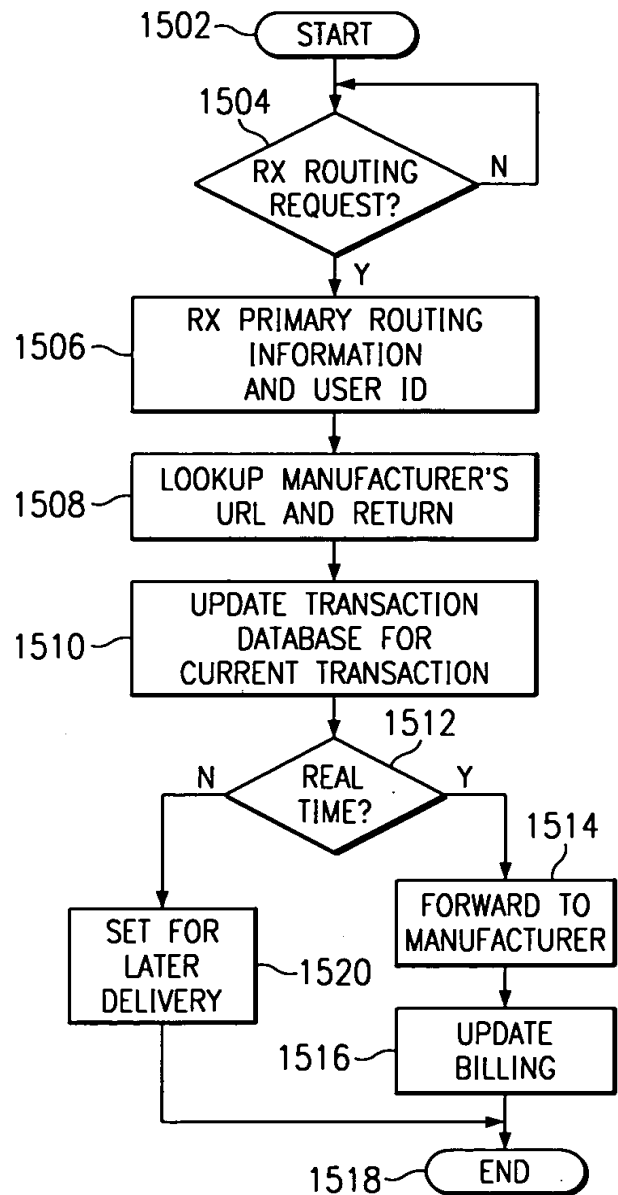 1502
START
1504
RX ROUTING
REQUEST?
N
Y
1506
RX PRIMARY ROUTING
INFORMATION
AND USER ID
1508
LOOKUP MANUFACTURER'S
URL AND RETURN
1510
UPDATE TRANSACTION
DATABASE FOR
CURRENT TRANSACTION
1512
N
REAL
TIME?
Y
1514
FORWARD TO
MANUFACTURER
SET FOR
LATER
DELIVERY
1520
1516
UPDATE
BILLING
1518
END